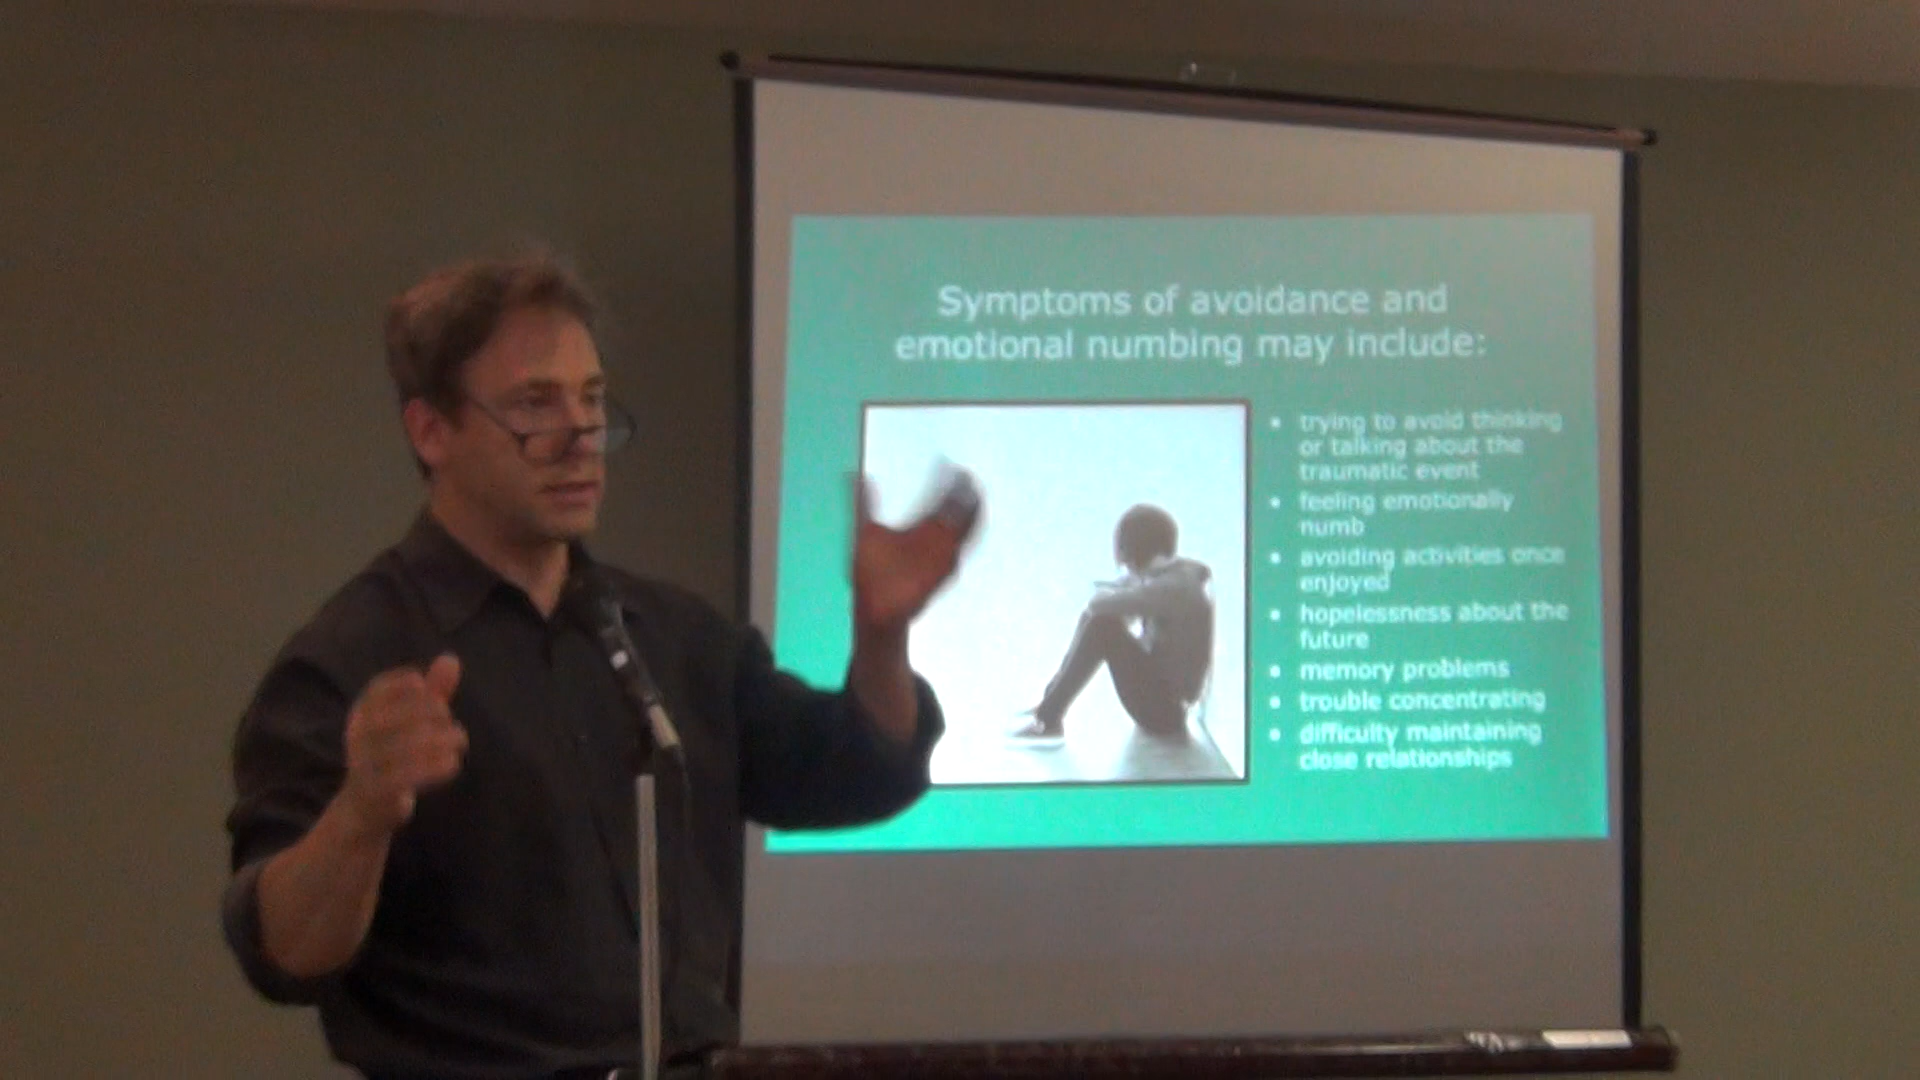 Symptoms of avoidance and
emotional numbing may include:
• trying to avoid thinking
or talking about the
traumatic event
• feeling emotionally
numb
• avoiding activities once
enjoyed
• hopelessness about the
future
• memory problems
• trouble concentrating
• difficulty maintaining
close relationships